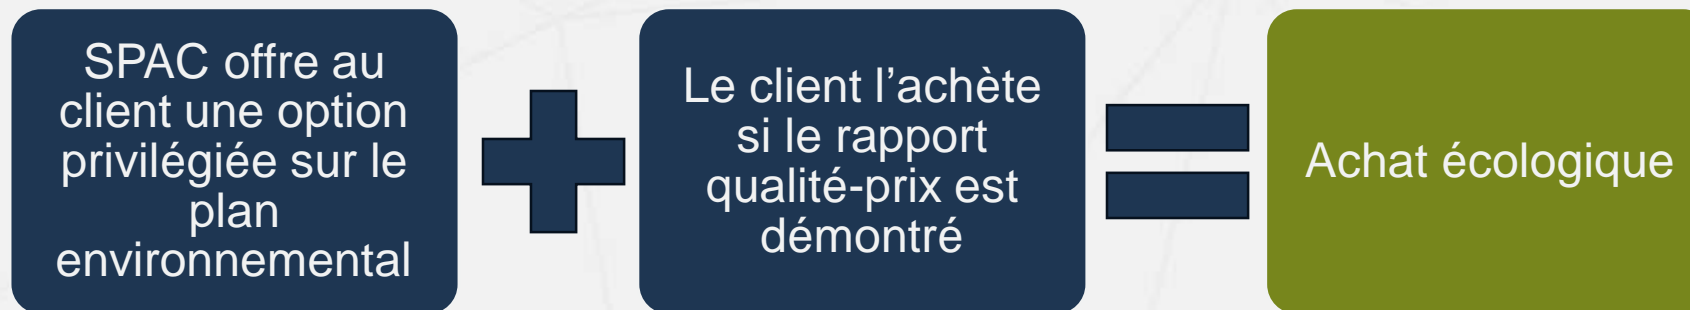 SPAC offre au
client une option
privilégiée sur le
plan
environnemental
Le client l’achète
si le rapport
qualité-prix est
démontré
Achat écologique